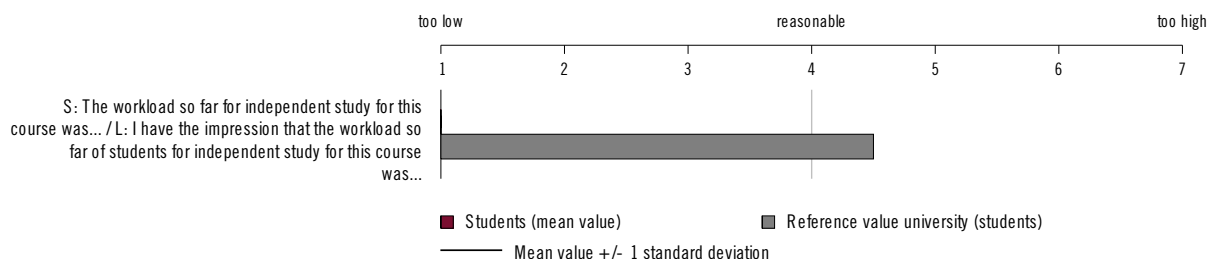 too low reasonable too high
1 2 3 4 5 6 7
S: The workload so far for independent study for this
course was... / L: I have the impression that the workload so
far of students for independent study for this course
was...
Students (mean value) Reference value university (students)
Mean value +/- 1 standard deviation